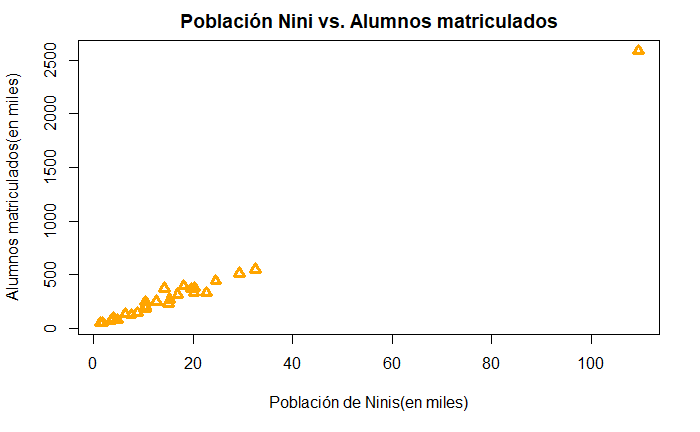 Población Nini vs. Alumnos matriculados
Alumnos matriculados(en miles)
2500
2000
1500
1000
500
0
0 20 40 60 80 100
Población de Ninis(en miles)